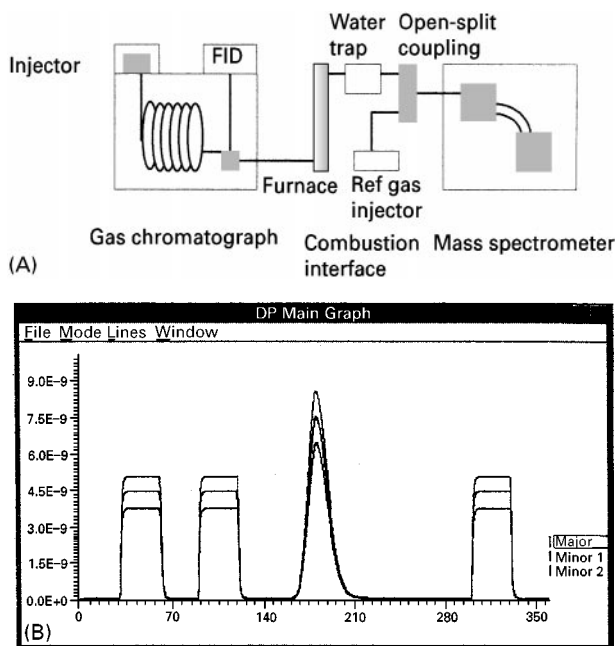 Injector
FID
Water
trap
Open-split
coupling
Furnace
Ref gas
injector
Gas chromatograph
Combustion
interface
Mass spectrometer
(A)
DP Main Graph
File Mode Lines Window
9.0E-9
7.5E-9
6.0E-9
4.5E-9
3.0E-9
1.5E-9
0.0E+0
0
70
140
210
280
350
Major
Minor 1
Minor 2
(B)